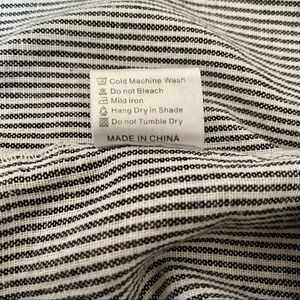 Cold Machine Wash
Do not Bleach
Mild iron
Hang Dry in Shade
Do not Tumble Dry
MADE IN CHINA